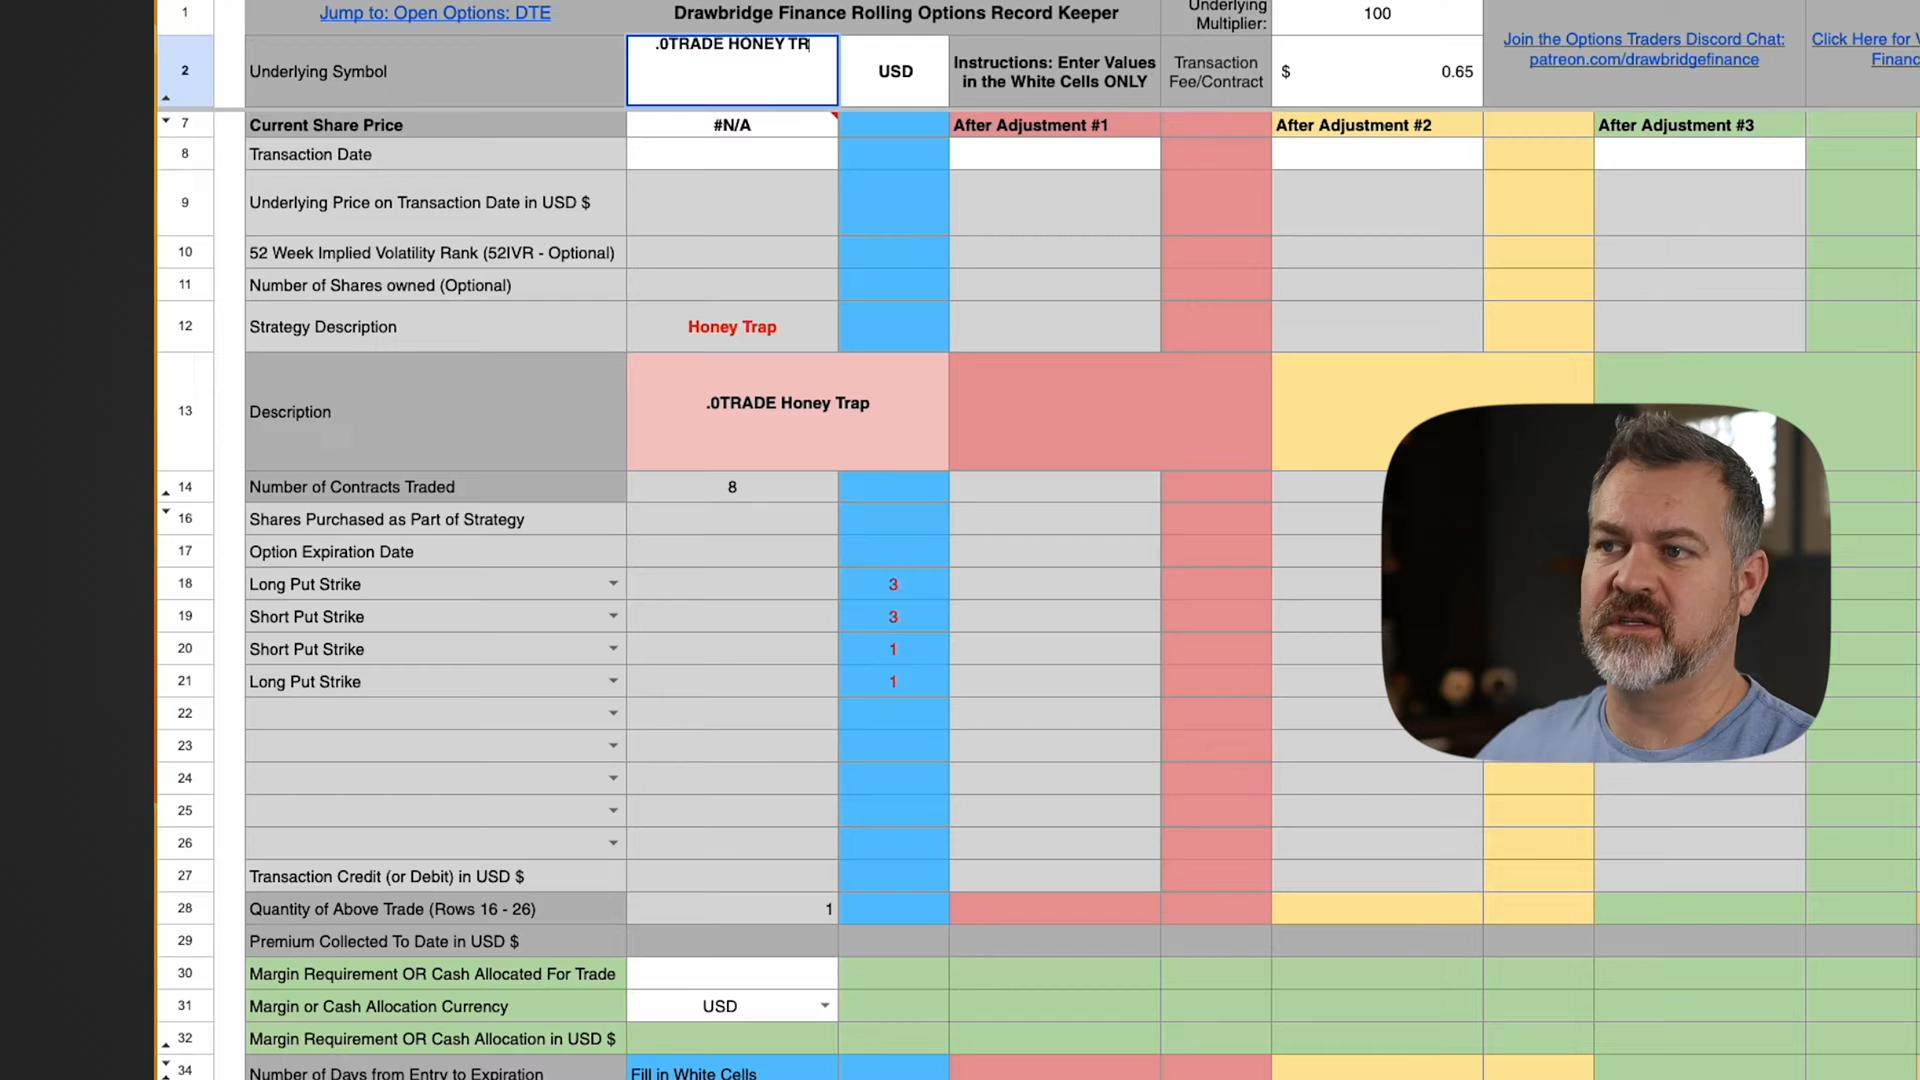 1 Jump to: Open Options: DTE Drawbridge Finance Rolling Options Record Keeper Underlying Multiplier: 100
2 Underlying Symbol .0TRADE HONEY TR USD Instructions: Enter Values in the White Cells ONLY Transaction Fee/Contract $ 0.65 Join the Options Traders Discord Chat: patreon.com/drawbridgefinance Click Here for Financ
7 Current Share Price #N/A After Adjustment #1 After Adjustment #2 After Adjustment #3
8 Transaction Date
9 Underlying Price on Transaction Date in USD $
10 52 Week Implied Volatility Rank (52IVR - Optional)
11 Number of Shares owned (Optional)
12 Strategy Description Honey Trap
13 Description .0TRADE Honey Trap
14 Number of Contracts Traded 8
16 Shares Purchased as Part of Strategy
17 Option Expiration Date
18 Long Put Strike 3
19 Short Put Strike 3
20 Short Put Strike 1
21 Long Put Strike 1
22
23
24
25
26
27 Transaction Credit (or Debit) in USD $
28 Quantity of Above Trade (Rows 16 - 26) 1
29 Premium Collected To Date in USD $
30 Margin Requirement OR Cash Allocated For Trade
31 Margin or Cash Allocation Currency USD
32 Margin Requirement OR Cash Allocation in USD $
34 Number of Days from Entry to Expiration Fill in White Cells